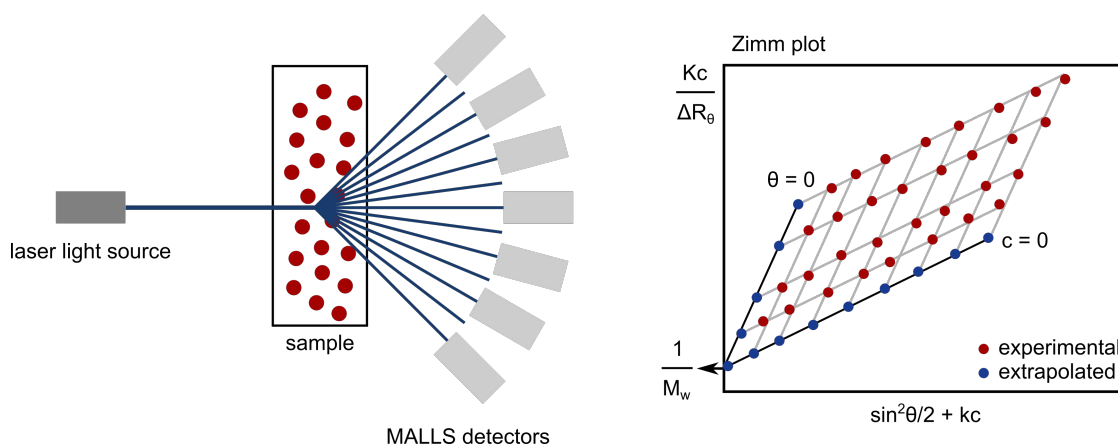 laser light source
sample
MALLS detectors
Zimm plot
Kc
ΔRθ
θ = 0
c = 0
1
Mw
experimental
extrapolated
sin²θ/2 + kc